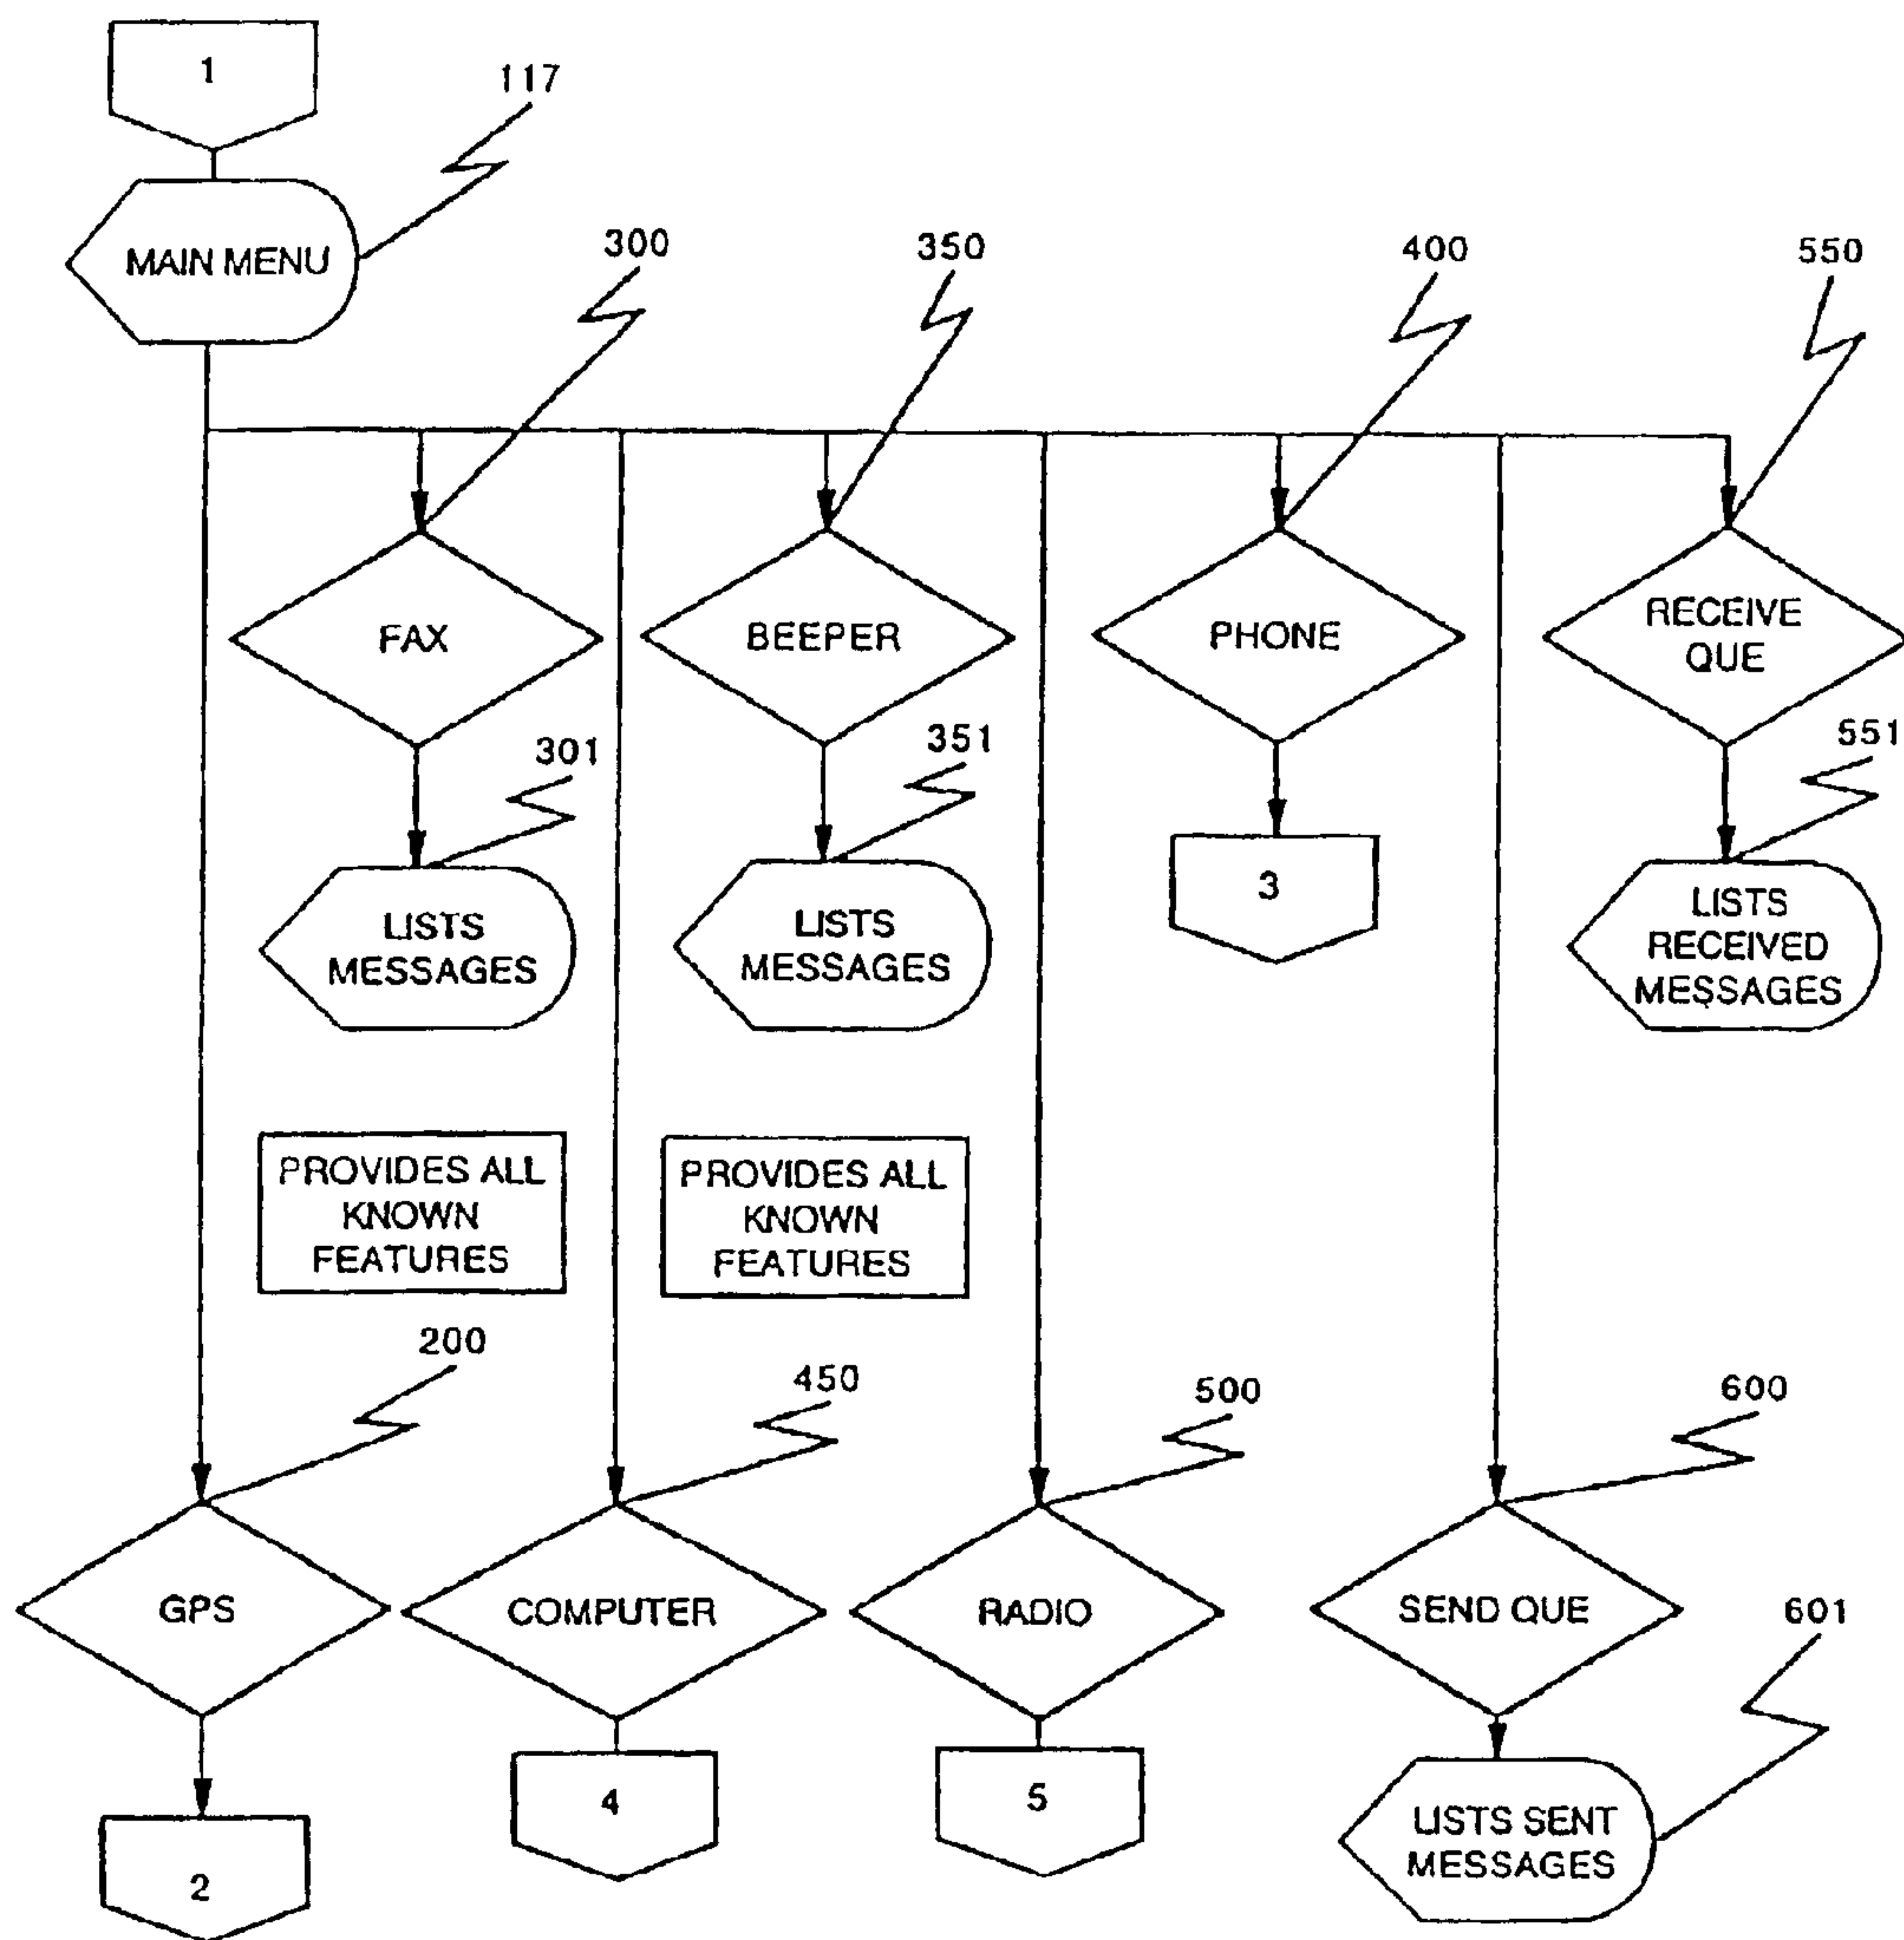 1
117
MAIN MENU
300
350
400
550
FAX
BEEPER
PHONE
RECEIVE
QUE
301
351
551
LISTS
MESSAGES
LISTS
MESSAGES
3
LISTS
RECEIVED
MESSAGES
PROVIDES ALL
KNOWN
FEATURES
PROVIDES ALL
KNOWN
FEATURES
200
450
500
600
GPS
COMPUTER
RADIO
SEND QUE
601
2
4
5
LISTS SENT
MESSAGES